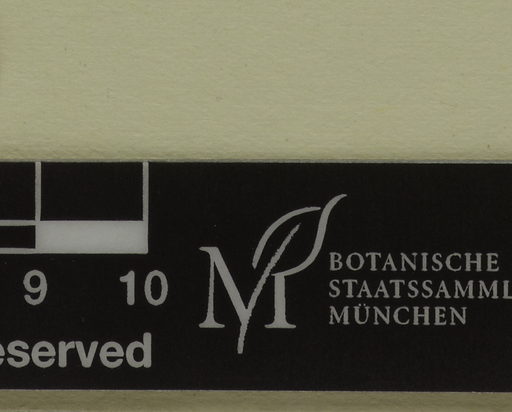 9 10
eserved
M
BOTANISCHE
STAATSSAMML
MÜNCHEN